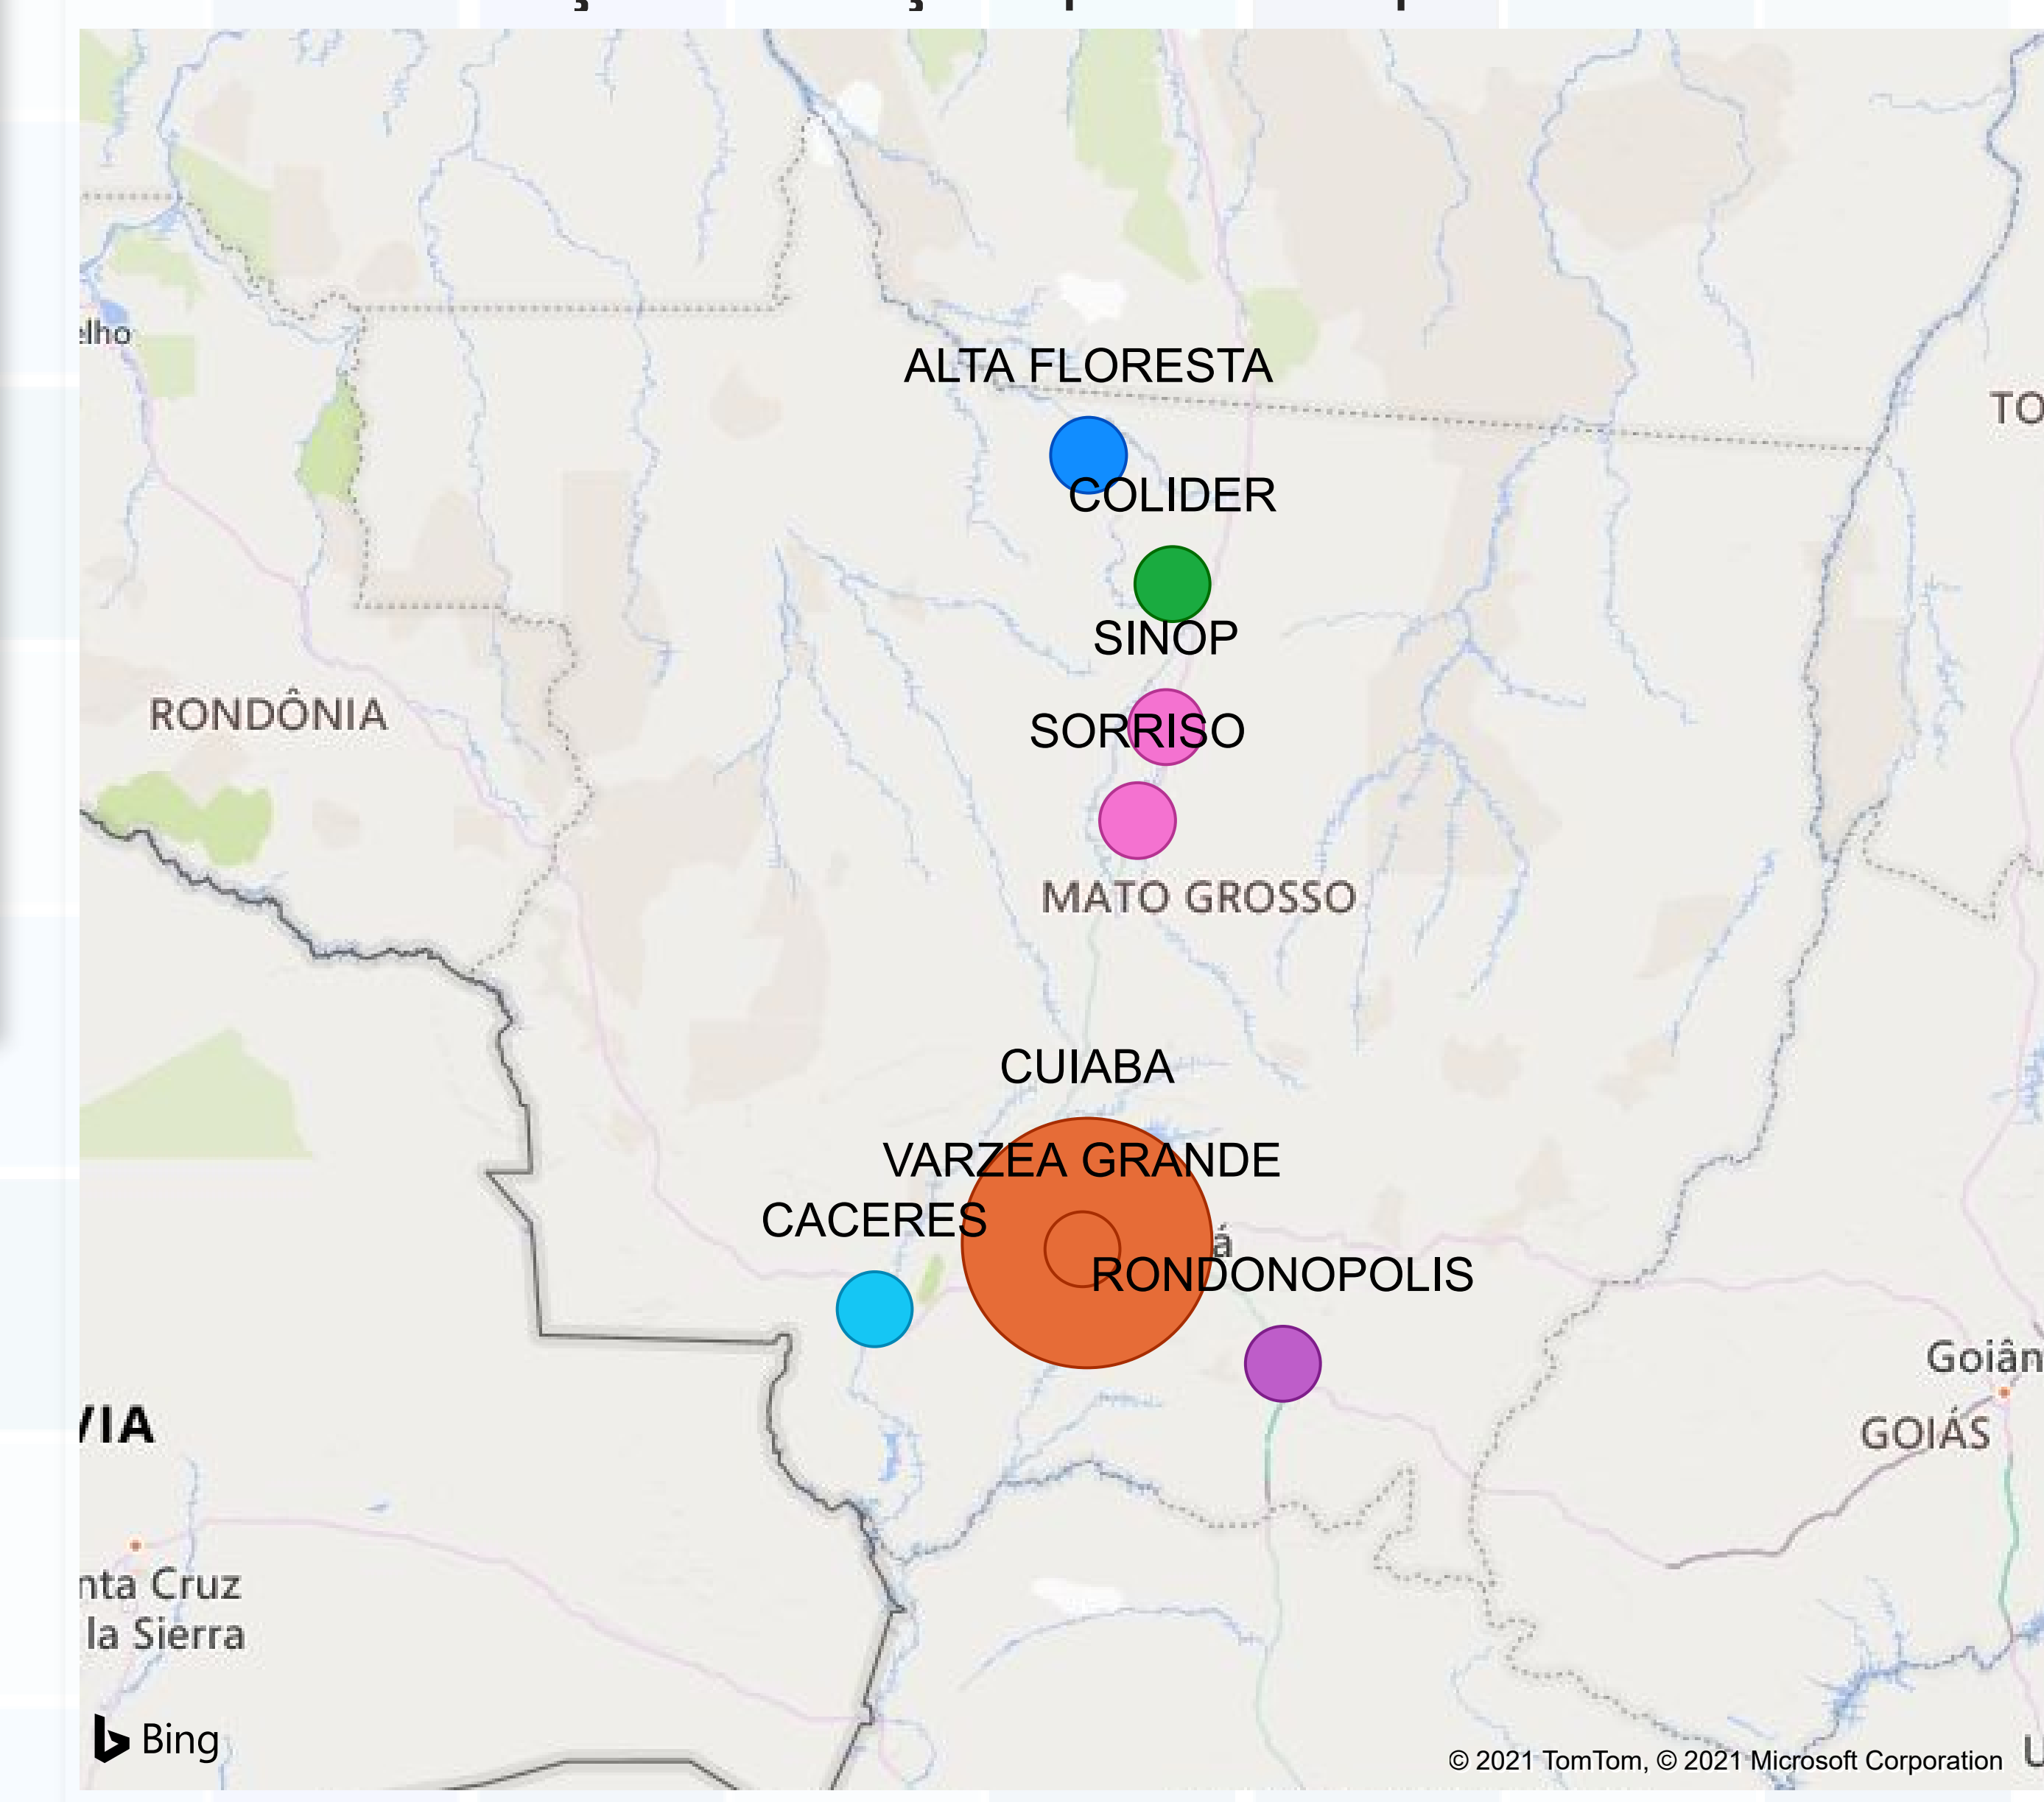 elho
ALTA FLORESTA
TO
COLIDER
SINOP
RONDÔNIA
SORRISO
MATO GROSSO
CUIABA
VARZEA GRANDE
CACERES
á
RONDONOPOLIS
Goiân
VIA
GOIÁS
nta Cruz
la Sierra
Bing
© 2021 TomTom, © 2021 Microsoft Corporation
U